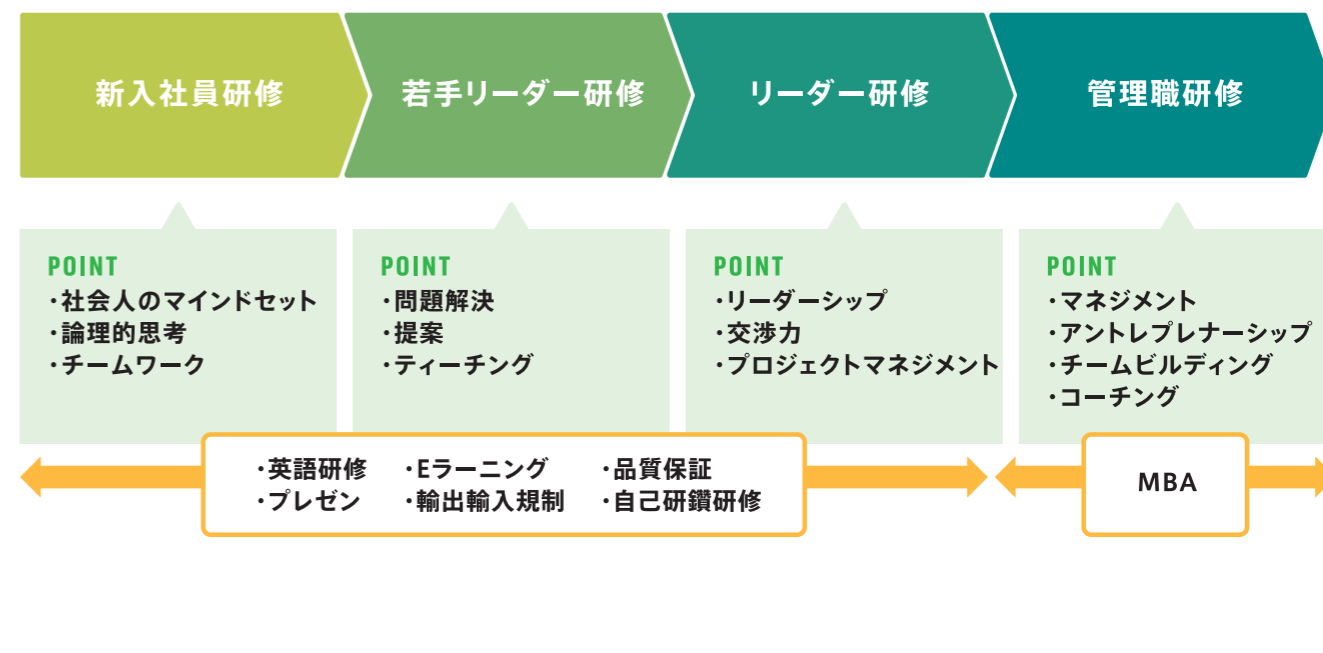 新入社員研修
若手リーダー研修
リーダー研修
管理職研修
POINT
・社会人のマインドセット
・論理的思考
・チームワーク
POINT
・問題解決
・提案
・ティーチング
POINT
・リーダーシップ
・交渉力
・プロジェクトマネジメント
POINT
・マネジメント
・アントレプレナーシップ
・チームビルディング
・コーチング
・英語研修 ・Eラーニング ・品質保証
・プレゼン ・輸出輸入規制 ・自己研鑽研修
MBA